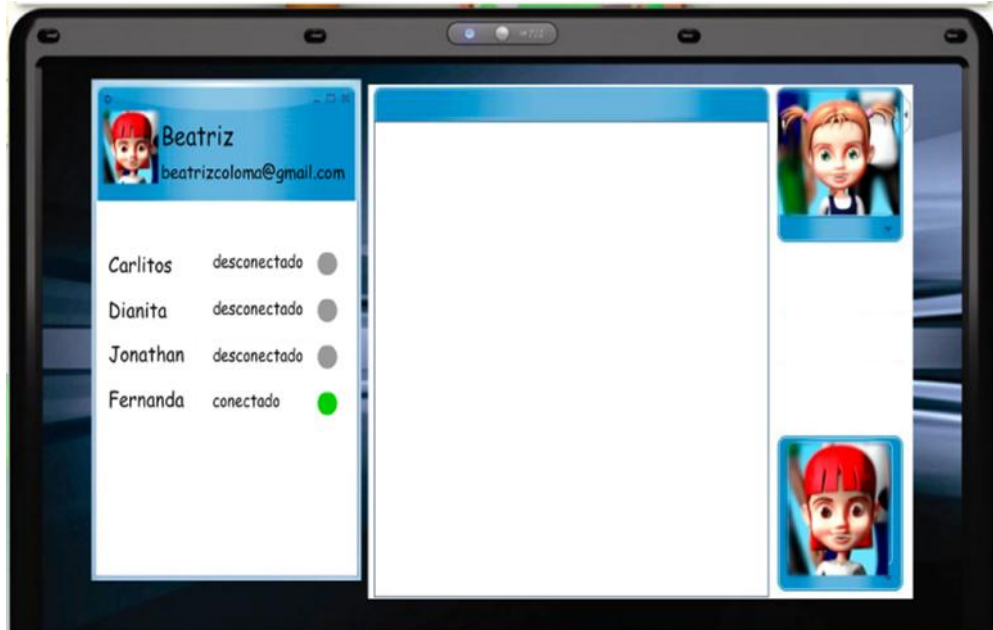 Beatriz
beatrizcoloma@gmail.com
Carlitos desconectado
Dianita desconectado
Jonathan desconectado
Fernanda conectado